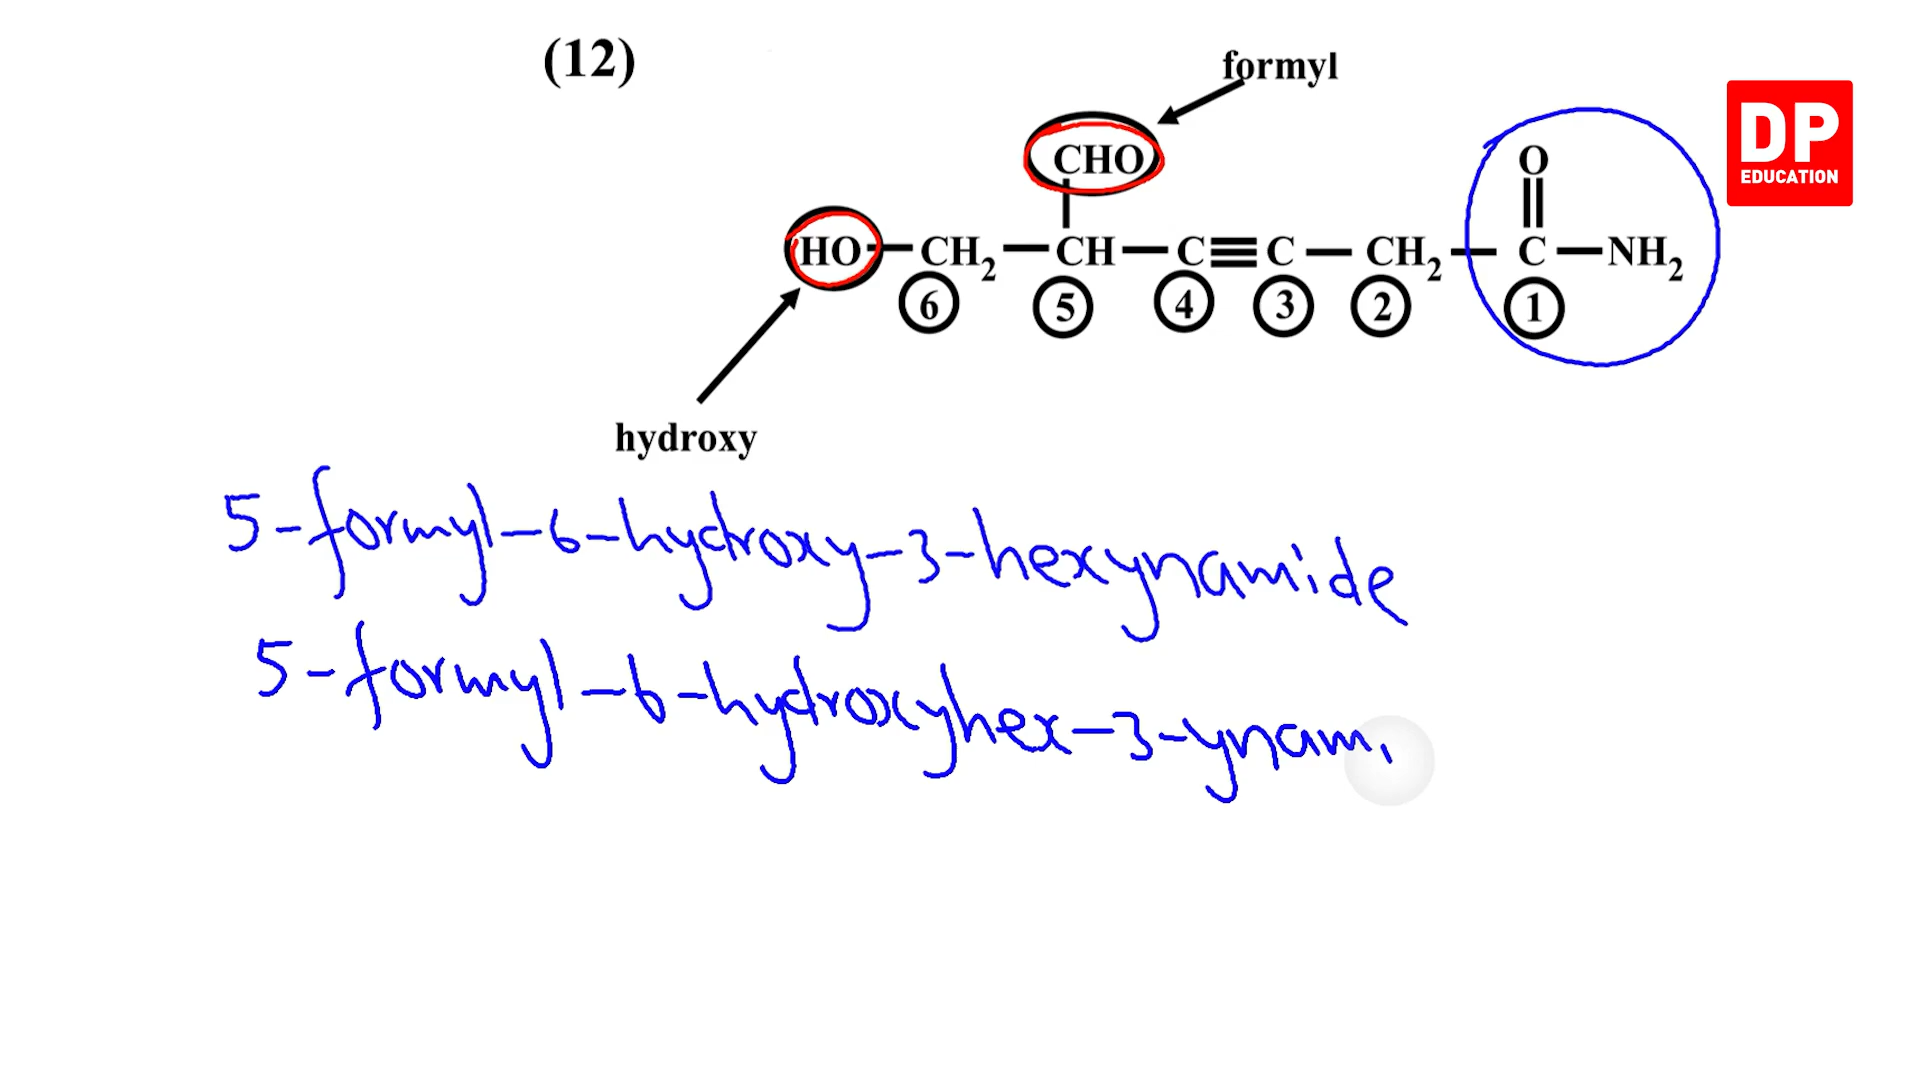 (12)
formyl
DP
EDUCATION
CHO
O
HO—CH₂—CH—C≡C—CH₂—C—NH₂
6 5 4 3 2 1
hydroxy
5-formyl-6-hydroxy-3-hexynamide
5-formyl-6-hydroxyhex-3-ynami